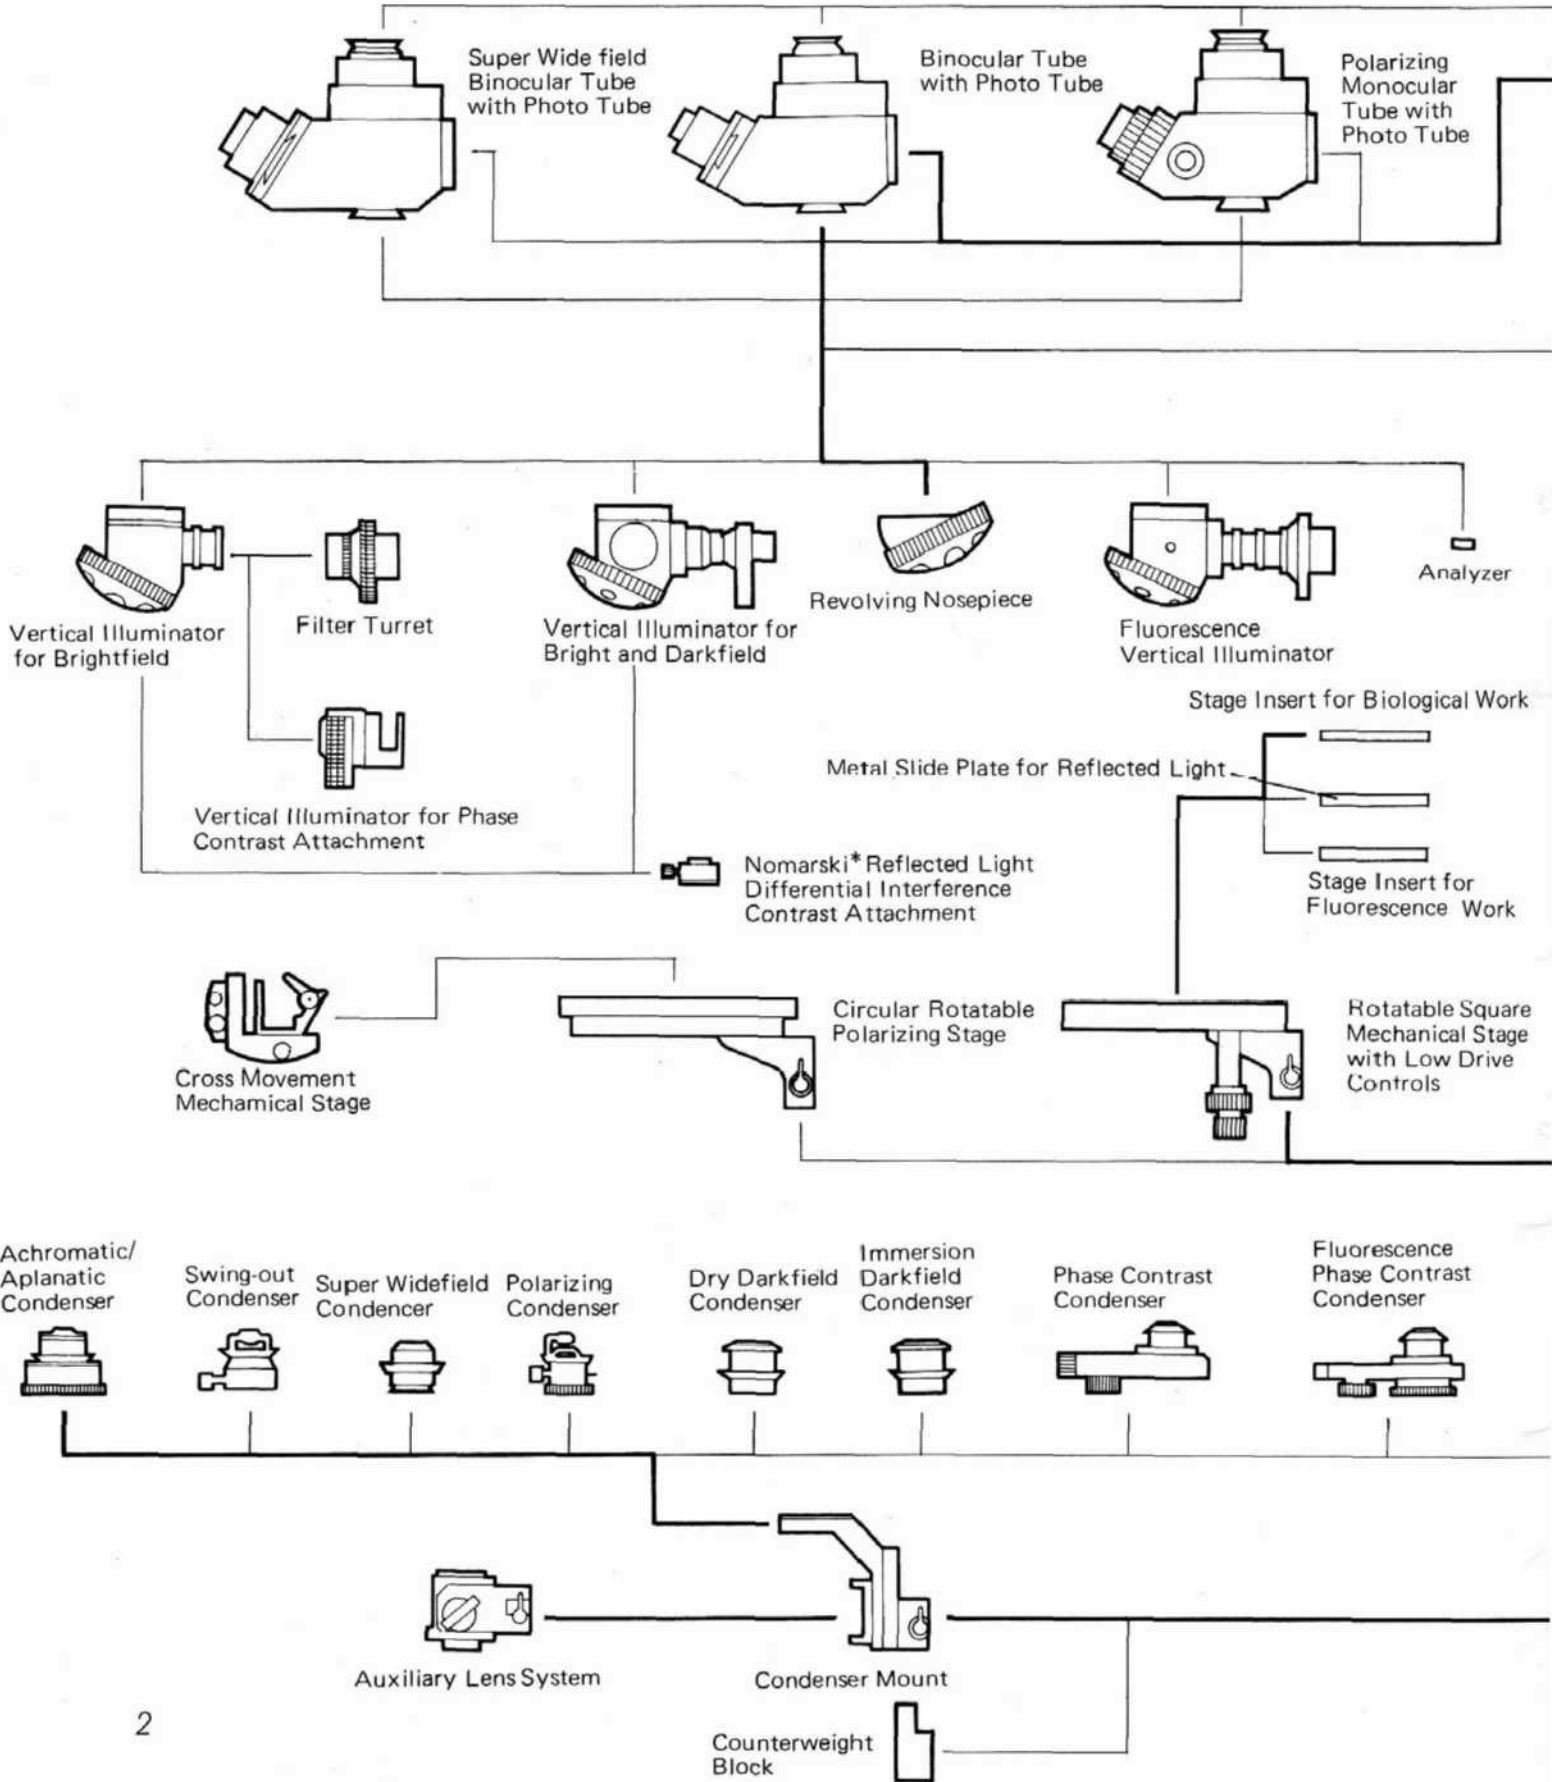 Super Wide field
Binocular Tube
with Photo Tube
Binocular Tube
with Photo Tube
Polarizing
Monocular
Tube with
Photo Tube
Vertical Illuminator
for Brightfield
Filter Turret
Vertical Illuminator for
Bright and Darkfield
Revolving Nosepiece
Fluorescence
Vertical Illuminator
Analyzer
Vertical Illuminator for Phase
Contrast Attachment
Stage Insert for Biological Work
Metal Slide Plate for Reflected Light
Stage Insert for
Fluorescence Work
Nomarski* Reflected Light
Differential Interference
Contrast Attachment
Cross Movement
Mechamical Stage
Circular Rotatable
Polarizing Stage
Rotatable Square
Mechanical Stage
with Low Drive
Controls
Achromatic/
Aplanatic
Condenser
Swing-out
Condenser
Super Widefield
Condencer
Polarizing
Condenser
Dry Darkfield
Condenser
Immersion
Darkfield
Condenser
Phase Contrast
Condenser
Fluorescence
Phase Contrast
Condenser
Auxiliary Lens System
Condenser Mount
Counterweight
Block
2